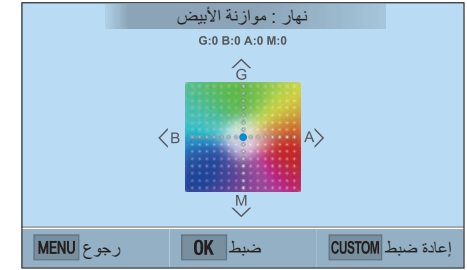 نهار : موازنة الأبيض
G:0 B:0 A:0 M:0
G
B
A
M
إعادة ضبط CUSTOM
ضبط OK
رجوع MENU